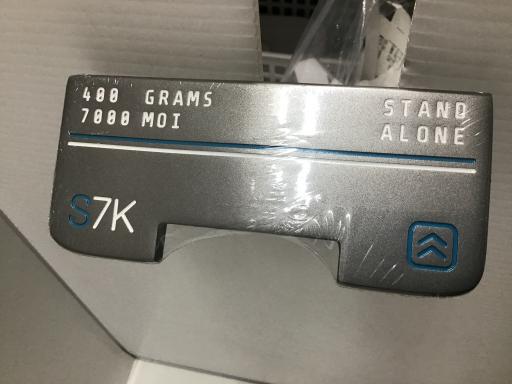 400 GRAMS
7000 MOI
STAND
ALONE
S7K